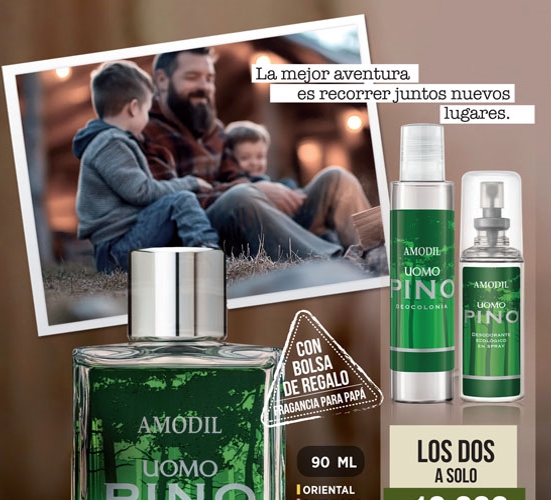 La mejor aventura
es recorrer juntos nuevos
lugares.
AMODIL
UOMO
PINO
DEOCOLONIA
AMODIL
UOMO
PINO
DESODORANTE
ECOLÓGICO
EN SPRAY
CON
BOLSA
DE REGALO
FRAGANCIA PARA PAPÁ
AMODIL
UOMO
PINO
90 ML
ORIENTAL
LOS DOS
A SOLO